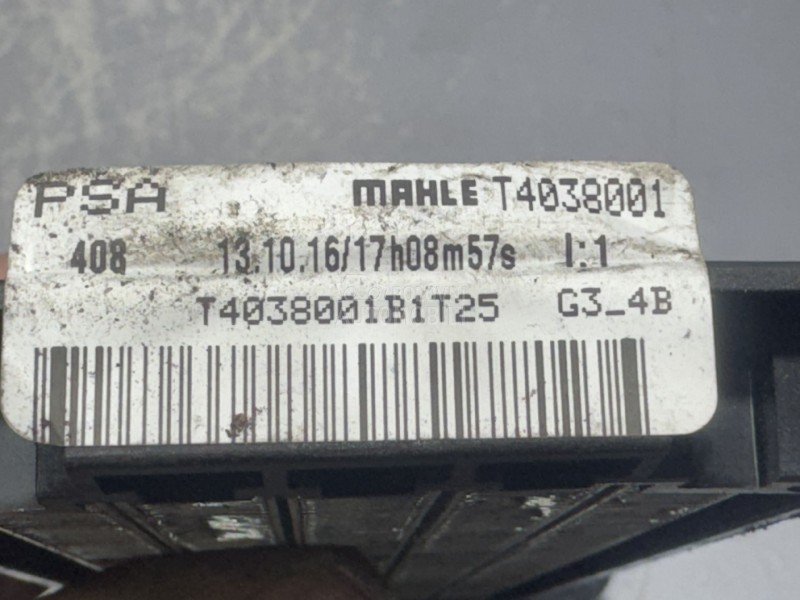 PSA MAHLE T4038001
408 13.10.16/17h08m57s I:1
T4038001B1T25 G3_4B